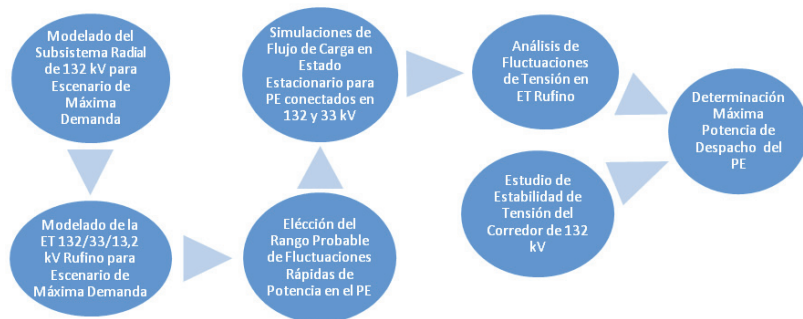 Modelado del
Subsistema Radial
de 132 kV para
Escenario de
Máxima
Demanda
Modelado de la
ET 132/33/13,2
kV Rufino para
Escenario de
Máxima Demanda
Elécción del
Rango Probable
de Fluctuaciones
Rápidas de
Potencia en el PE
Simulaciones de
Flujo de Carga en
Estado
Estacionario para
PE conectados en
132 y 33 kV
Análisis de
Fluctuaciones
de Tensión en
ET Rufino
Estudio de
Estabilidad de
Tensión del
Corredor de 132
kV
Determinación
Máxima
Potencia de
Despacho del
PE